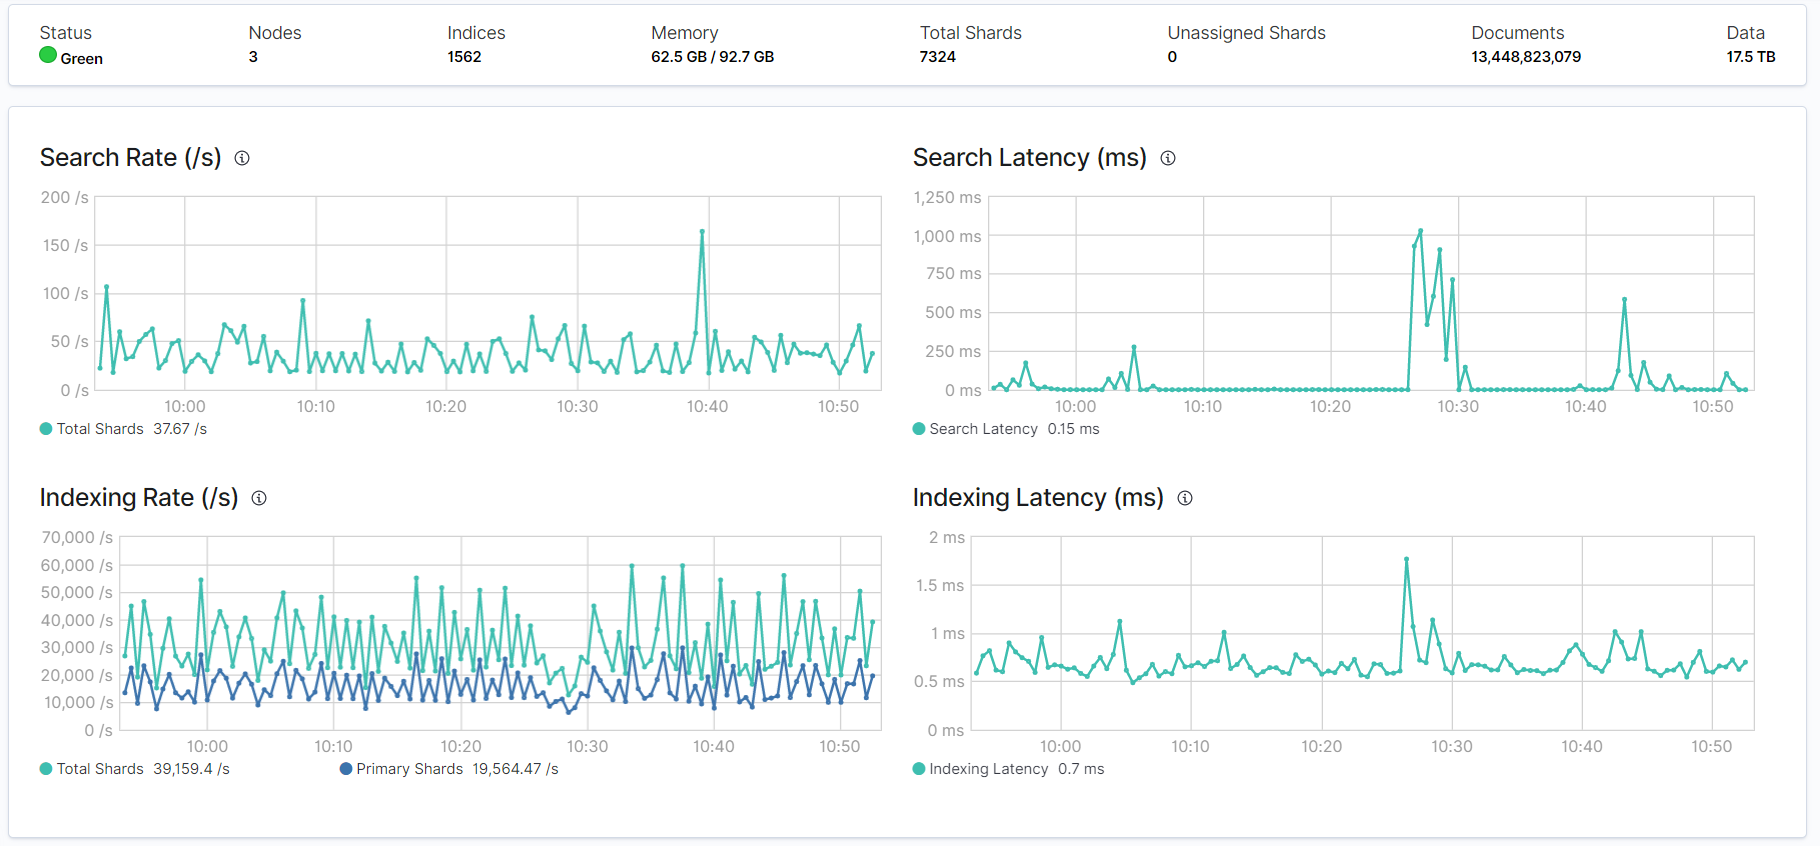 Status Nodes Indices Memory Total Shards Unassigned Shards Documents Data
Green 3 1562 62.5 GB / 92.7 GB 7324 0 13,448,823,079 17.5 TB
Search Rate (/s)
200 /s
150 /s
100 /s
50 /s
0 /s
10:00 10:10 10:20 10:30 10:40 10:50
Total Shards 37.67 /s
Search Latency (ms)
1,250 ms
1,000 ms
750 ms
500 ms
250 ms
0 ms
10:00 10:10 10:20 10:30 10:40 10:50
Search Latency 0.15 ms
Indexing Rate (/s)
70,000 /s
60,000 /s
50,000 /s
40,000 /s
30,000 /s
20,000 /s
10,000 /s
0 /s
10:00 10:10 10:20 10:30 10:40 10:50
Total Shards 39,159.4 /s Primary Shards 19,564.47 /s
Indexing Latency (ms)
2 ms
1.5 ms
1 ms
0.5 ms
0 ms
10:00 10:10 10:20 10:30 10:40 10:50
Indexing Latency 0.7 ms